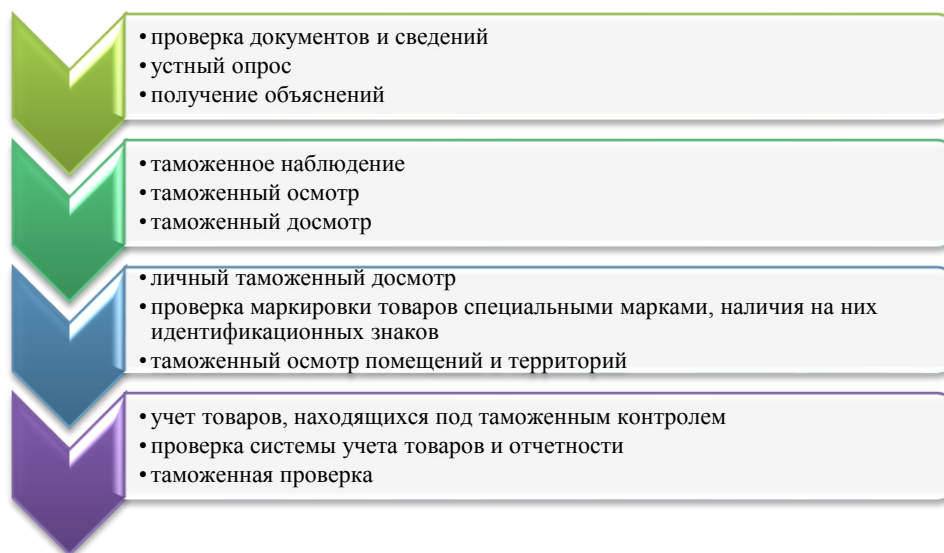 • проверка документов и сведений
• устный опрос
• получение объяснений
• таможенное наблюдение
• таможенный осмотр
• таможенный досмотр
• личный таможенный досмотр
• проверка маркировки товаров специальными марками, наличия на них
идентификационных знаков
• таможенный осмотр помещений и территорий
• учет товаров, находящихся под таможенным контролем
• проверка системы учета товаров и отчетности
• таможенная проверка